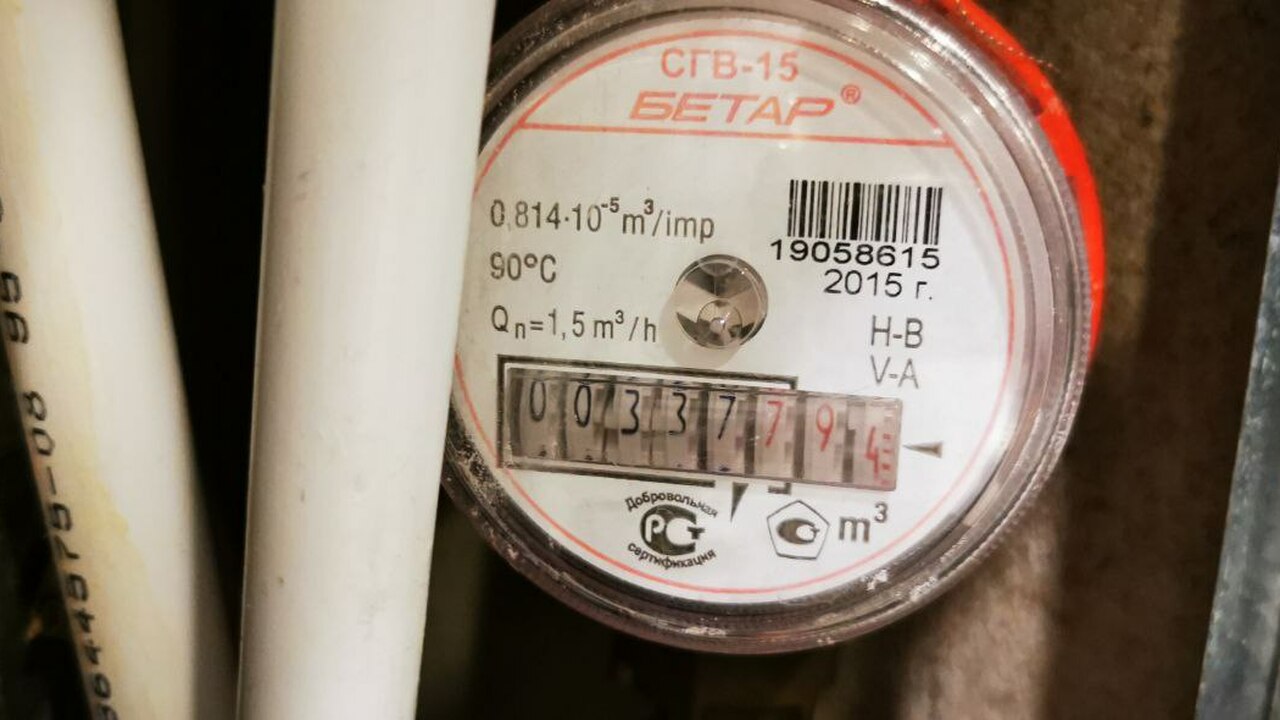 СГВ-15
БЕТАР®
0,814·10⁻⁵ m³/imp
19058615
90°C
2015 г.
Qn=1,5 m³/h
H-B
V-A
00337794
m³
Добровольная
РСТ
сертификация